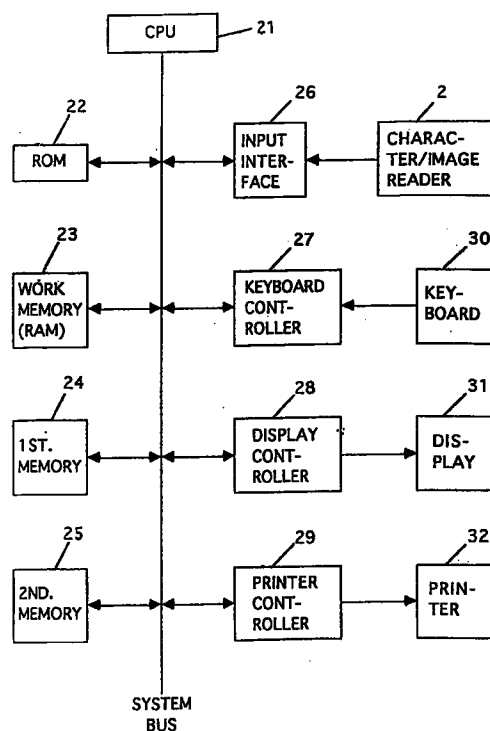 21
CPU
22
ROM
26
INPUT
INTER-
FACE
2
CHARAC-
TER/IMAGE
READER
23
WORK
MEMORY
(RAM)
27
KEYBOARD
CONT-
ROLLER
30
KEY-
BOARD
24
1ST.
MEMORY
28
DISPLAY
CONT-
ROLLER
31
DIS-
PLAY
25
2ND.
MEMORY
29
PRINTER
CONT-
ROLLER
32
PRIN-
TER
SYSTEM
BUS